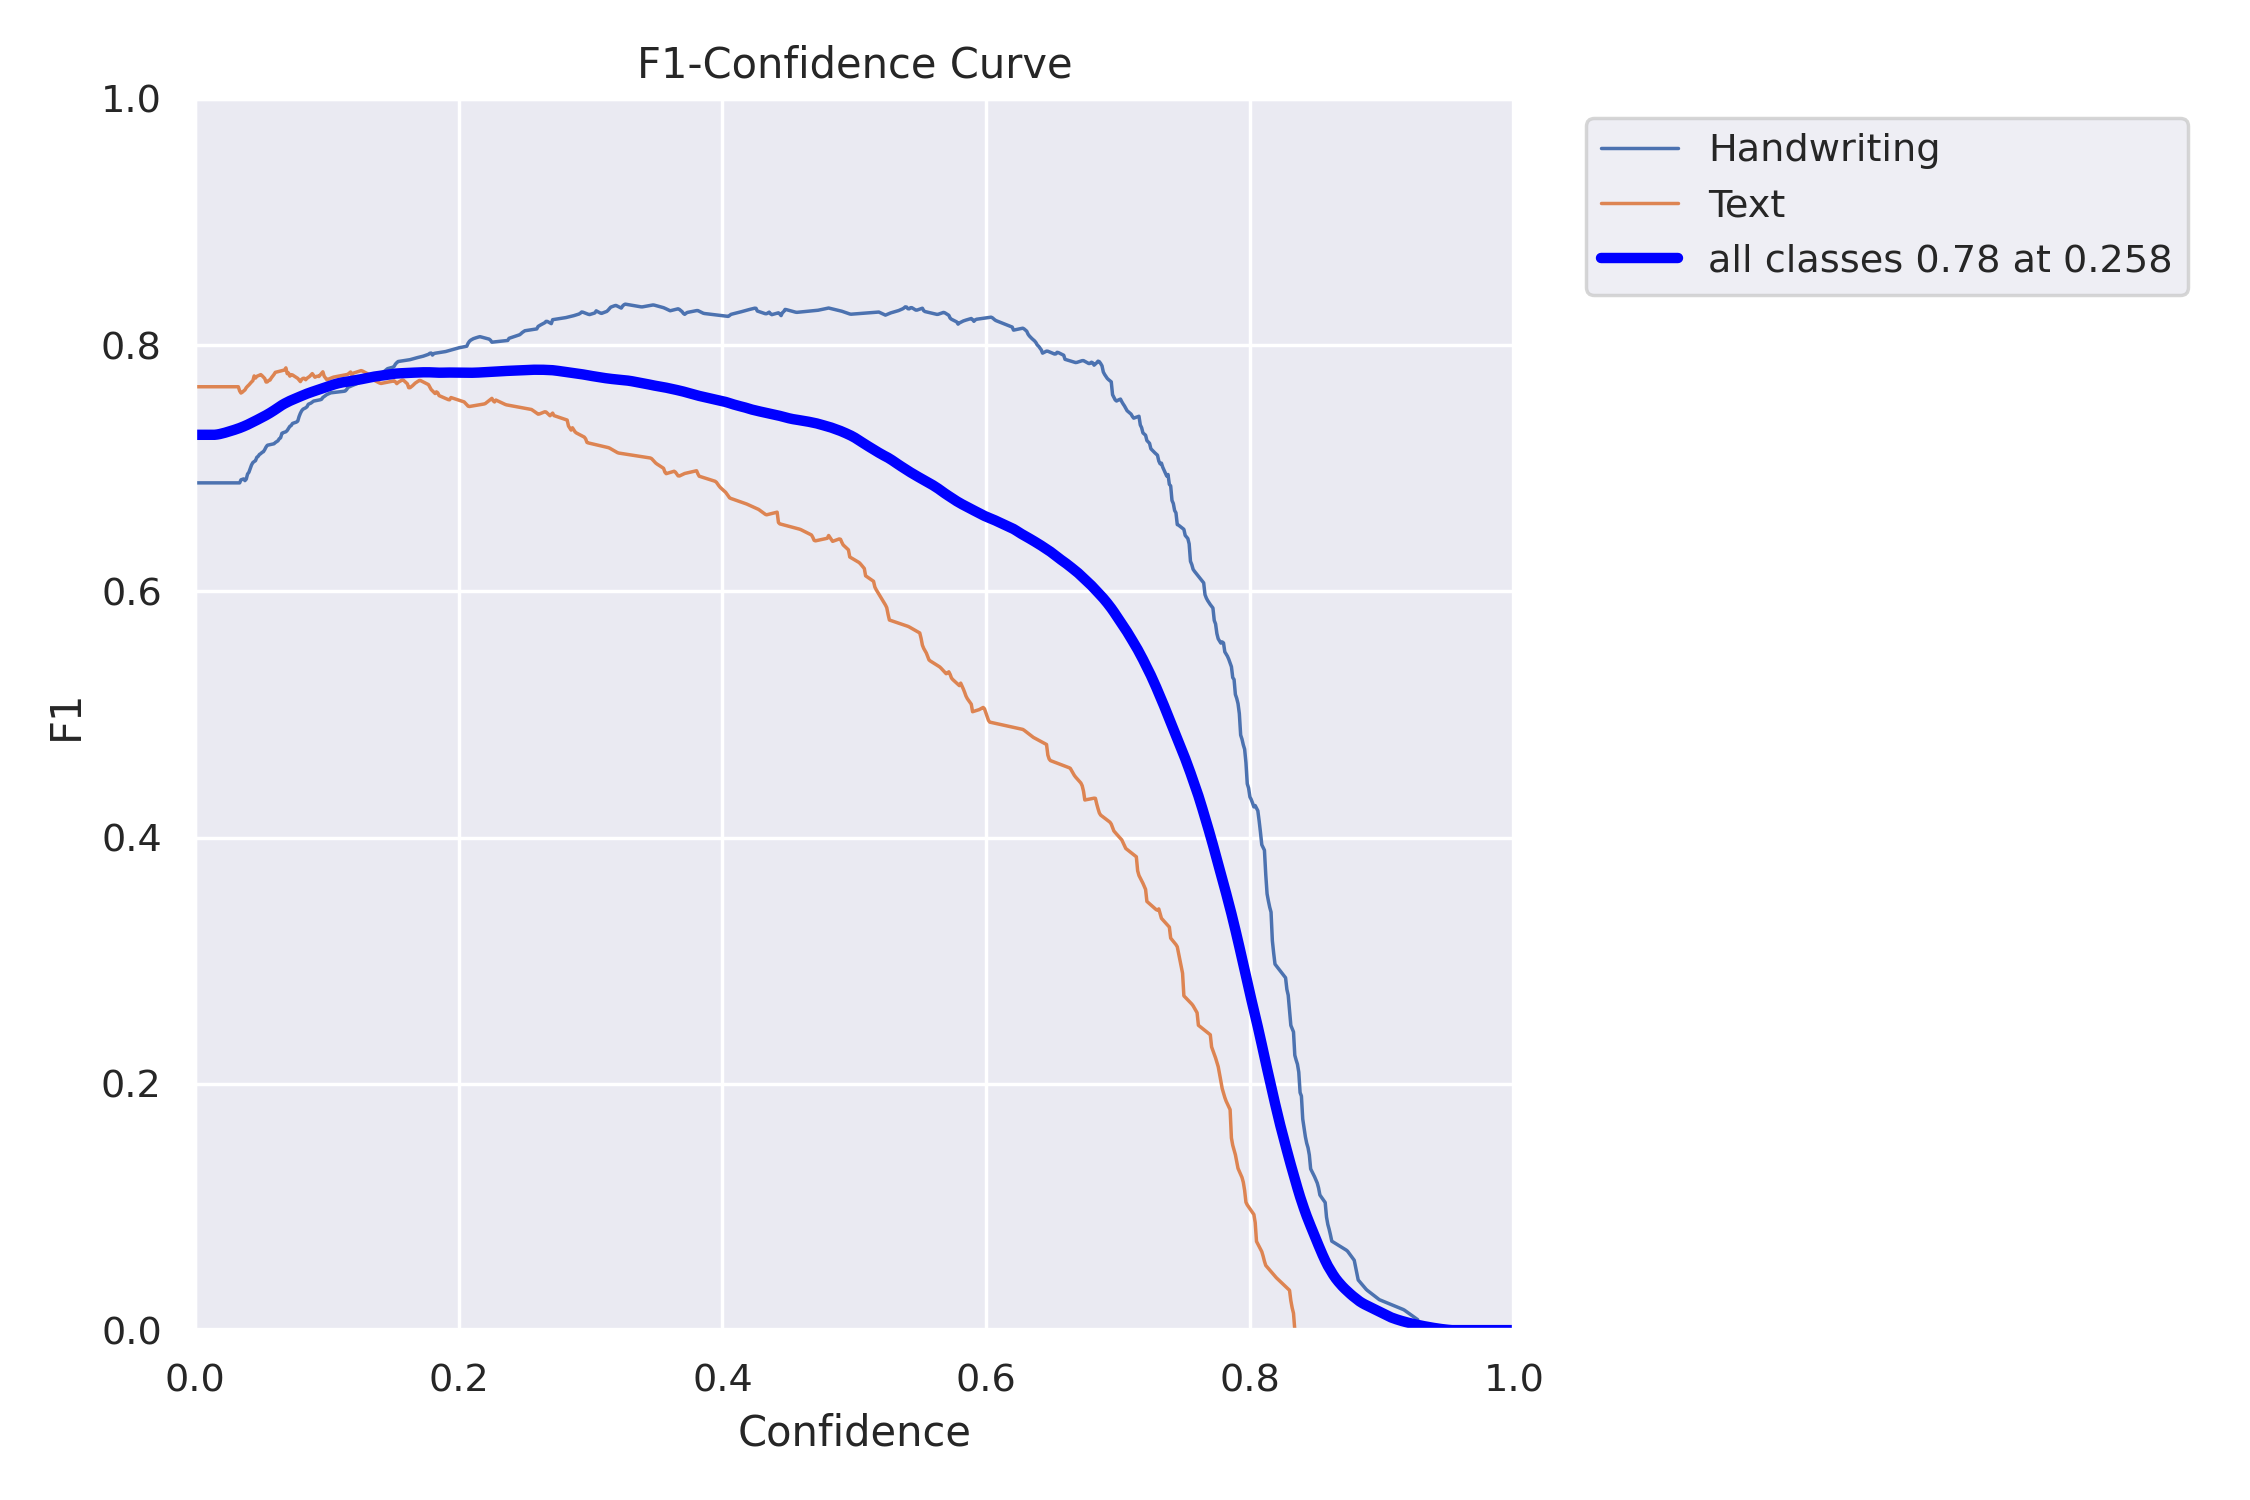 F1-Confidence Curve
1.0
0.8
0.6
0.4
0.2
0.0
F1
0.0 0.2 0.4 0.6 0.8 1.0
Confidence
Handwriting
Text
all classes 0.78 at 0.258